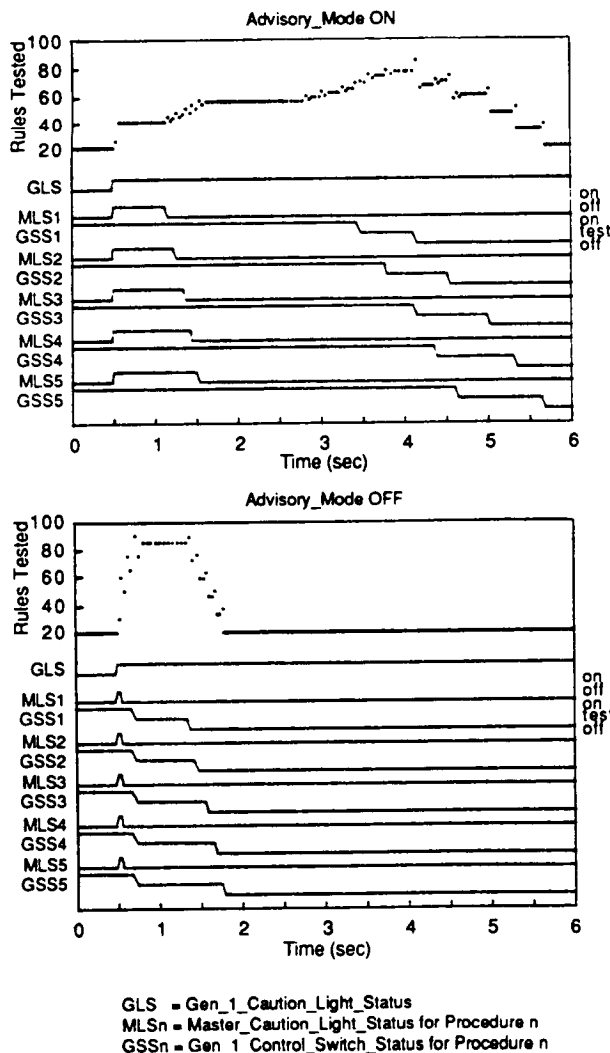 Advisory_Mode ON
Rules Tested
100
80
60
40
20
GLS
MLS1
GSS1
MLS2
GSS2
MLS3
GSS3
MLS4
GSS4
MLS5
GSS5
on
off
on
test
off
0 1 2 3 4 5 6
Time (sec)
Advisory_Mode OFF
Rules Tested
100
80
60
40
20
GLS
MLS1
GSS1
MLS2
GSS2
MLS3
GSS3
MLS4
GSS4
MLS5
GSS5
on
off
on
test
off
0 1 2 3 4 5 6
Time (sec)
GLS = Gen_1_Caution_Light_Status
MLSn = Master_Caution_Light_Status for Procedure n
GSSn = Gen_1_Control_Switch_Status for Procedure n